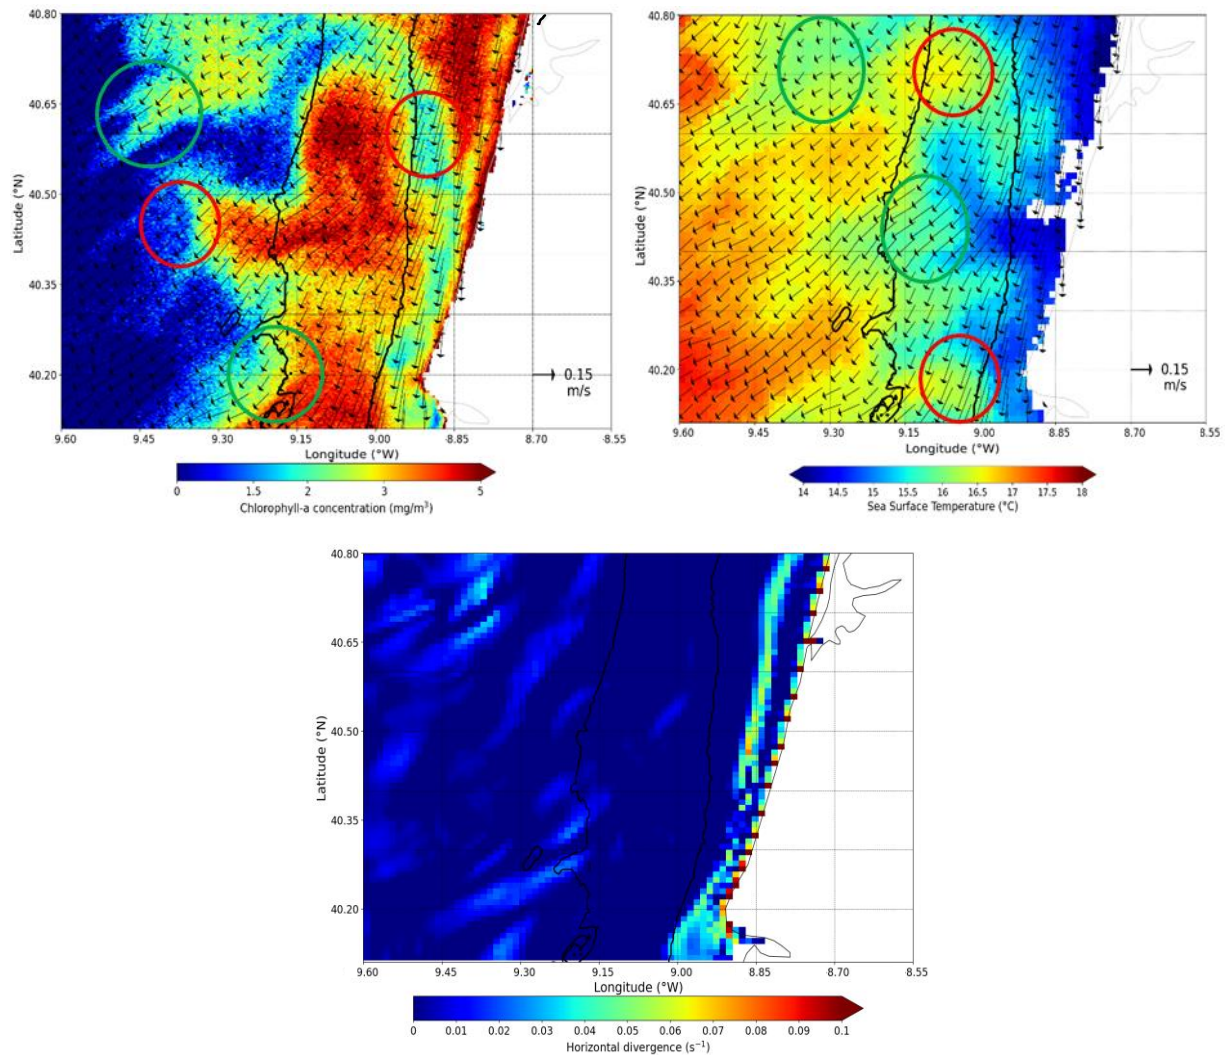 40.80
40.65
40.50
40.35
40.20
Latitude (°N)
0.15
m/s
9.60 9.45 9.30 9.15 9.00 8.85 8.70 8.55
Longitude (°W)
0 1.5 2 3 5
Chlorophyll-a concentration (mg/m³)
40.80
40.65
40.50
40.35
40.20
Latitude (°N)
0.15
m/s
9.60 9.45 9.30 9.15 9.00 8.85 8.70 8.55
Longitude (°W)
14 14.5 15 15.5 16 16.5 17 17.5 18
Sea Surface Temperature (°C)
40.80
40.65
40.50
40.35
40.20
Latitude (°N)
9.60 9.45 9.30 9.15 9.00 8.85 8.70 8.55
Longitude (°W)
0 0.01 0.02 0.03 0.04 0.05 0.06 0.07 0.08 0.09 0.1
Horizontal divergence (s⁻¹)